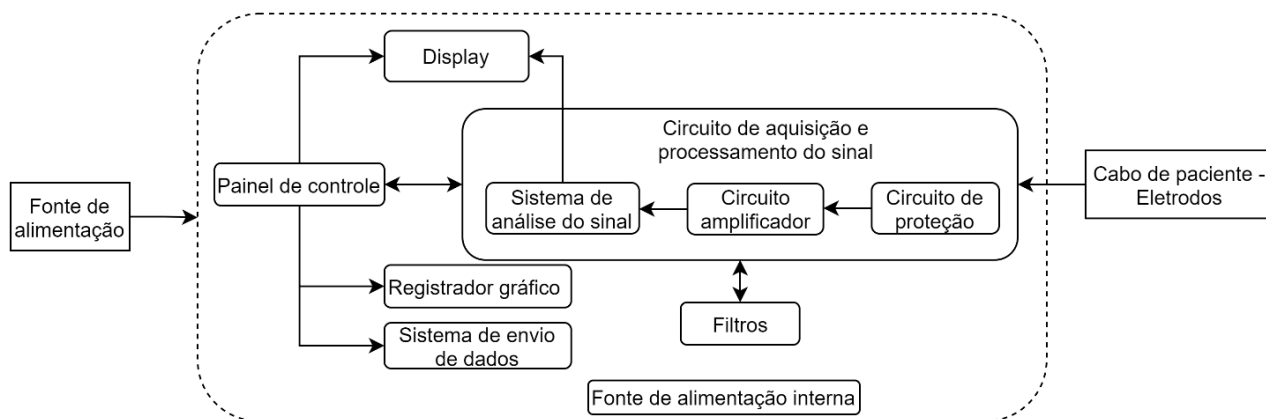 Display
Circuito de aquisição e
processamento do sinal
Painel de controle
Sistema de
análise do sinal
Circuito
amplificador
Circuito de
proteção
Cabo de paciente -
Eletrodos
Fonte de
alimentação
Registrador gráfico
Filtros
Sistema de envio
de dados
Fonte de alimentação interna